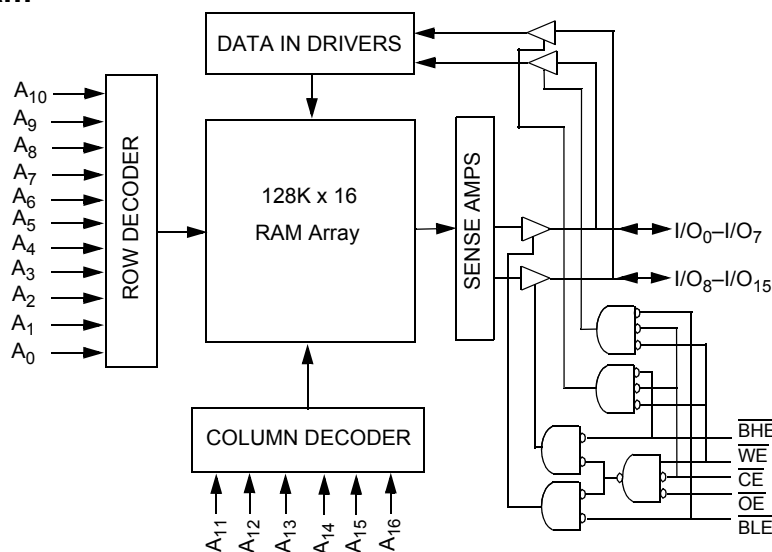 DATA IN DRIVERS
A10
A9
A8
A7
A6
A5
A4
A3
A2
A1
A0
ROW DECODER
128K x 16
RAM Array
SENSE AMPS
I/O0–I/O7
I/O8–I/O15
COLUMN DECODER
A11
A12
A13
A14
A15
A16
BHE
WE
CE
OE
BLE